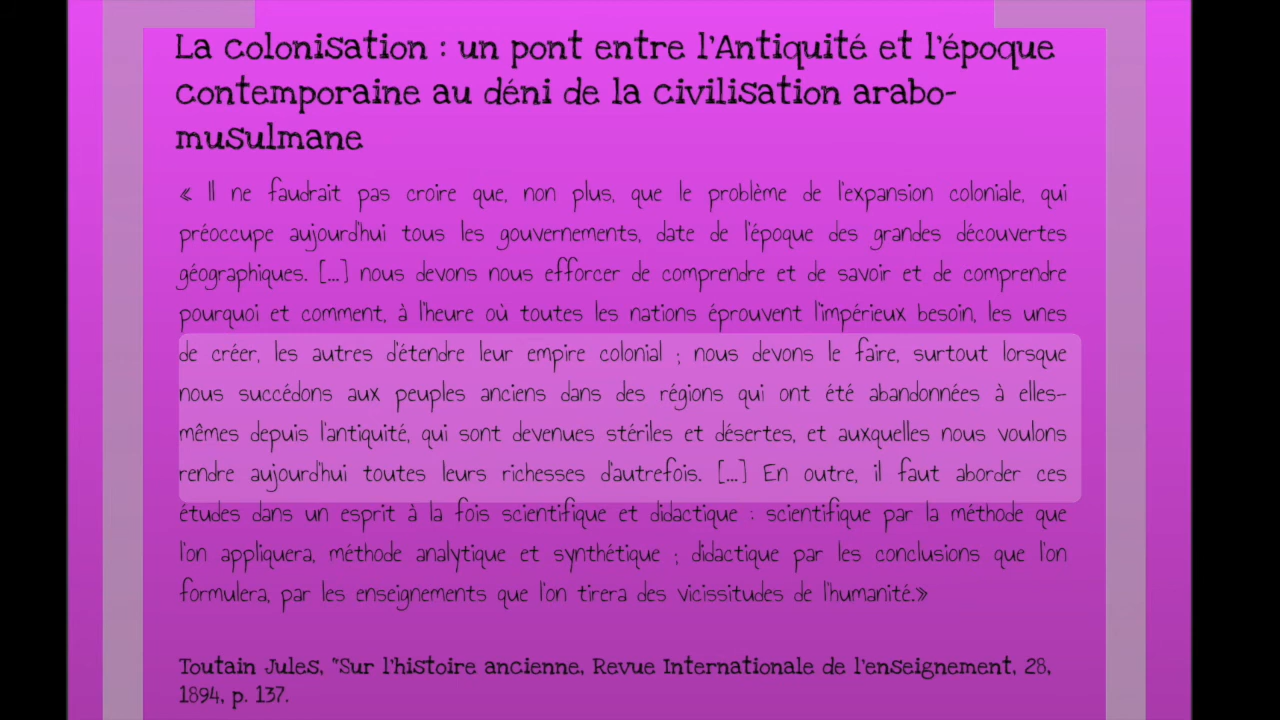 La colonisation : un pont entre l'Antiquité et l'époque
contemporaine au déni de la civilisation arabo-
musulmane
« Il ne faudrait pas croire que, non plus, que le problème de l'expansion coloniale, qui
préoccupe aujourd'hui tous les gouvernements, date de l'époque des grandes découvertes
géographiques. [...] nous devons nous efforcer de comprendre et de savoir et de comprendre
pourquoi et comment, à l'heure où toutes les nations éprouvent l'impérieux besoin, les unes
de créer, les autres d'étendre leur empire colonial ; nous devons le faire, surtout lorsque
nous succédons aux peuples anciens dans des régions qui ont été abandonnées à elles-
mêmes depuis l'antiquité, qui sont devenues stériles et désertes, et auxquelles nous voulons
rendre aujourd'hui toutes leurs richesses d'autrefois. [...] En outre, il faut aborder ces
études dans un esprit à la fois scientifique et didactique : scientifique par la méthode que
l'on appliquera, méthode analytique et synthétique ; didactique par les conclusions que l'on
formulera, par les enseignements que l'on tirera des vicissitudes de l'humanité.»
Toutain Jules, "Sur l'histoire ancienne, Revue Internationale de l'enseignement, 28,
1894, p. 137.